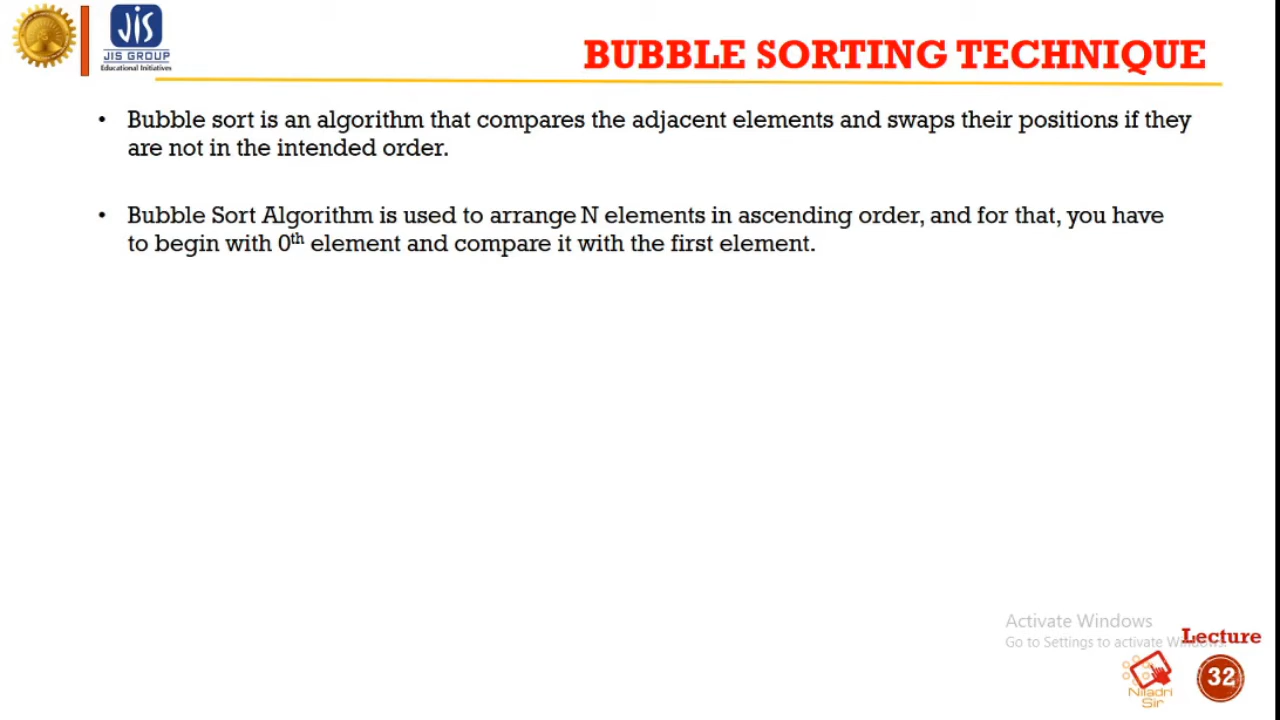 JIS
JIS GROUP
Educational Initiatives
BUBBLE SORTING TECHNIQUE
• Bubble sort is an algorithm that compares the adjacent elements and swaps their positions if they
are not in the intended order.
• Bubble Sort Algorithm is used to arrange N elements in ascending order, and for that, you have
to begin with 0th element and compare it with the first element.
Activate Windows
Go to Settings to activate Windows.
Lecture
32
Niladri
Sir